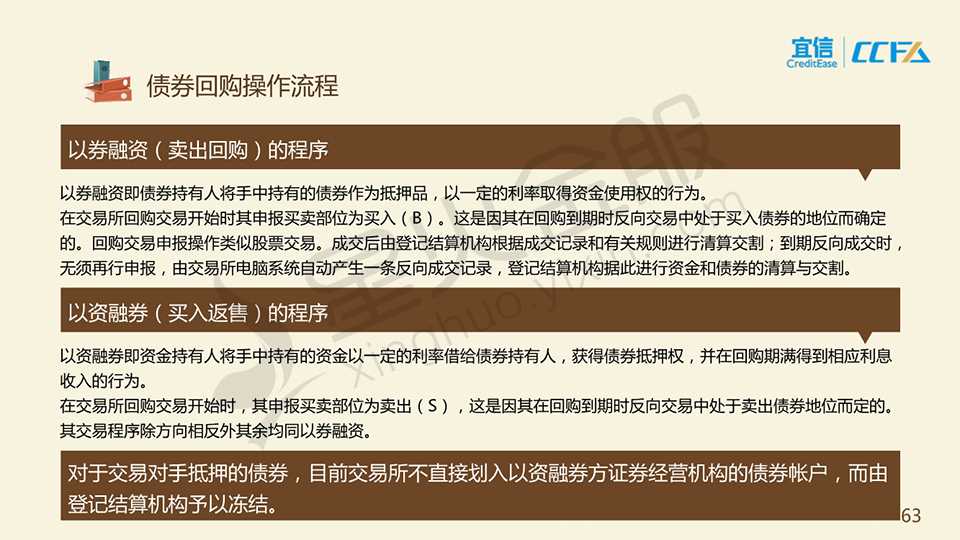 宜信
CreditEase
CCFA
债券回购操作流程
以券融资（卖出回购）的程序
以券融资即债券持有人将手中持有的债券作为抵押品，以一定的利率取得资金使用权的行为。
在交易所回购交易开始时其申报买卖部位为买入（B）。这是因其在回购到期时反向交易中处于买入债券的地位而确定
的。回购交易申报操作类似股票交易。成交后由登记结算机构根据成交记录和有关规则进行清算交割；到期反向成交时，
无须再行申报，由交易所电脑系统自动产生一条反向成交记录，登记结算机构据此进行资金和债券的清算与交割。
以资融券（买入返售）的程序
以资融券即资金持有人将手中持有的资金以一定的利率借给债券持有人，获得债券抵押权，并在回购期满得到相应利息
收入的行为。
在交易所回购交易开始时，其申报买卖部位为卖出（S），这是因其在回购到期时反向交易中处于卖出债券地位而定的。
其交易程序除方向相反外其余均同以券融资。
对于交易对手抵押的债券，目前交易所不直接划入以资融券方证券经营机构的债券帐户，而由
登记结算机构予以冻结。
63
星火金服
xinghuo.yixin.com